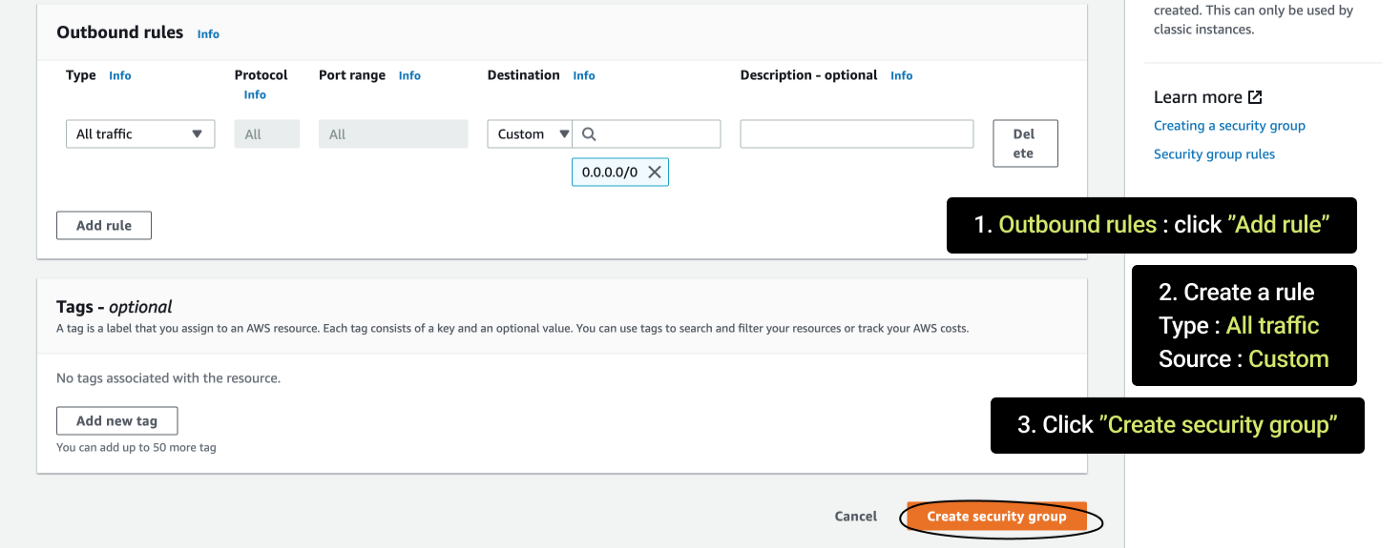 created. This can only be used by
classic instances.
Outbound rules Info
Type Info Protocol Info Port range Info Destination Info Description - optional Info
All traffic All All Custom Del ete
0.0.0.0/0
Add rule
Learn more
Creating a security group
Security group rules
1. Outbound rules : click ”Add rule”
2. Create a rule
Type : All traffic
Source : Custom
Tags - optional
A tag is a label that you assign to an AWS resource. Each tag consists of a key and an optional value. You can use tags to search and filter your resources or track your AWS costs.
No tags associated with the resource.
Add new tag
You can add up to 50 more tag
3. Click ”Create security group”
Cancel Create security group